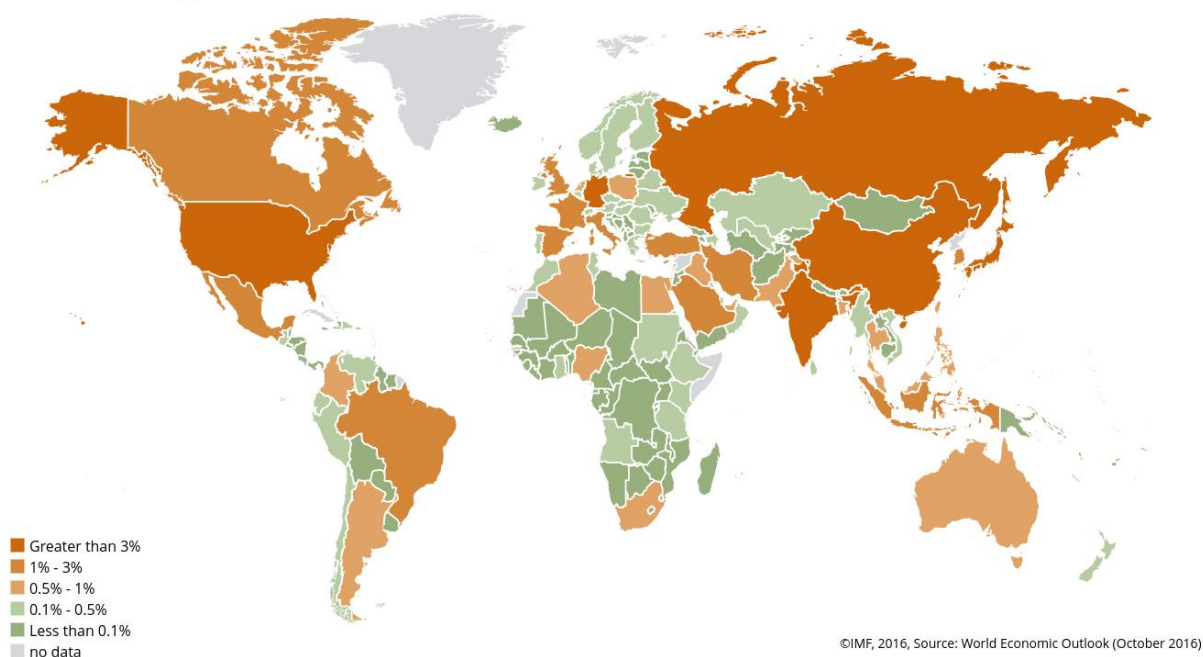 Greater than 3%
1% - 3%
0.5% - 1%
0.1% - 0.5%
Less than 0.1%
no data
©IMF, 2016, Source: World Economic Outlook (October 2016)